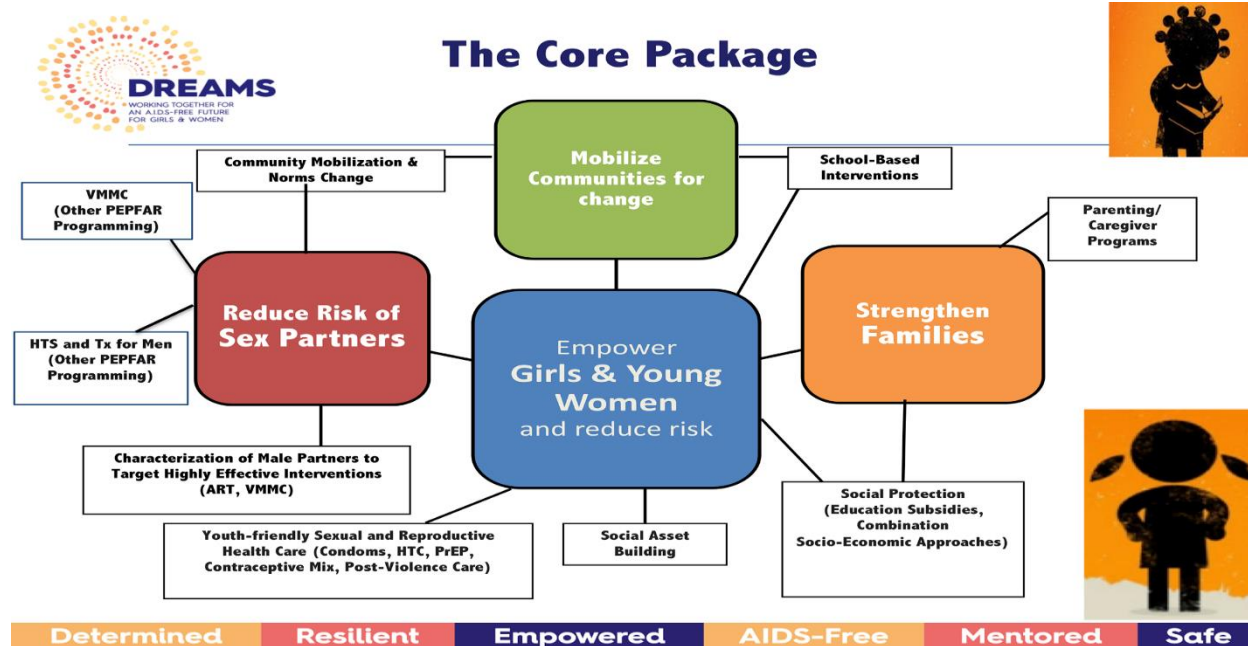 The Core Package
DREAMS
WORKING TOGETHER FOR
AN A.I.D.S-FREE FUTURE
FOR GIRLS & WOMEN
Mobilize
Communities for
change
Community Mobilization &
Norms Change
School-Based
Interventions
VMMC
(Other PEPFAR
Programming)
Parenting/
Caregiver
Programs
Reduce Risk of
Sex Partners
Strengthen
Families
HTS and Tx for Men
(Other PEPFAR
Programming)
Empower
Girls & Young
Women
and reduce risk
Characterization of Male Partners to
Target Highly Effective Interventions
(ART, VMMC)
Youth-friendly Sexual and Reproductive
Health Care (Condoms, HTC, PrEP,
Contraceptive Mix, Post-Violence Care)
Social Asset
Building
Social Protection
(Education Subsidies,
Combination
Socio-Economic Approaches)
Determined Resilient Empowered AIDS-Free Mentored Safe